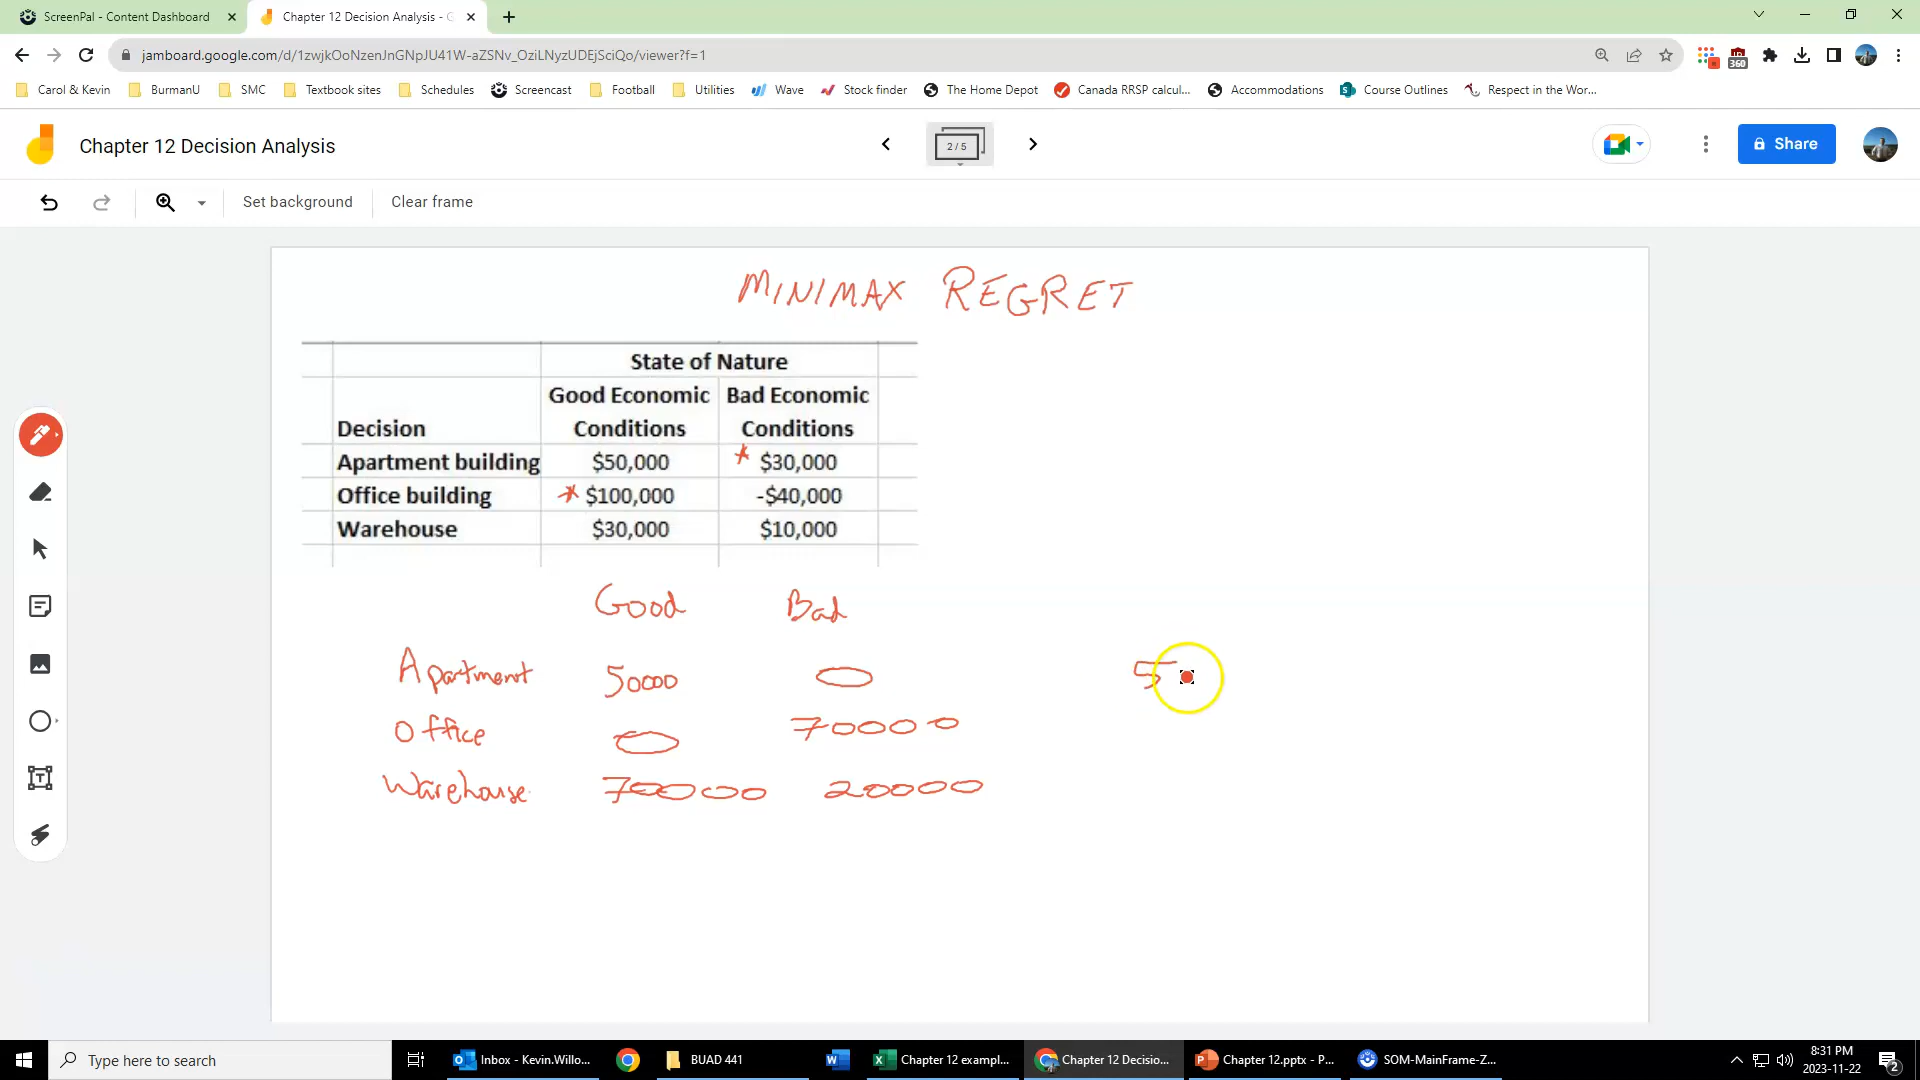 ScreenPal - Content Dashboard
Chapter 12 Decision Analysis - G
jamboard.google.com/d/1zwjkOoNzenJnGNpJU41W-aZSNv_OziLNyzUDEjSciQo/viewer?f=1
360
Carol & Kevin
BurmanU
SMC
Textbook sites
Schedules
Screencast
Football
Utilities
Wave
Stock finder
The Home Depot
Canada RRSP calcul...
Accommodations
Course Outlines
Respect in the Wor...
Chapter 12 Decision Analysis
2 / 5
Share
Set background
Clear frame
MINIMAX REGRET
State of Nature
Good Economic Bad Economic
Decision Conditions Conditions
Apartment building $50,000 * $30,000
Office building * $100,000 -$40,000
Warehouse $30,000 $10,000
Good Bad
Apartment 50000 0 5
Office 0 70000
Warehouse 70000 20000
Type here to search
Inbox - Kevin.Willo...
BUAD 441
Chapter 12 exampl...
Chapter 12 Decisio...
Chapter 12.pptx - P...
SOM-MainFrame-Z...
8:31 PM
2023-11-22
2